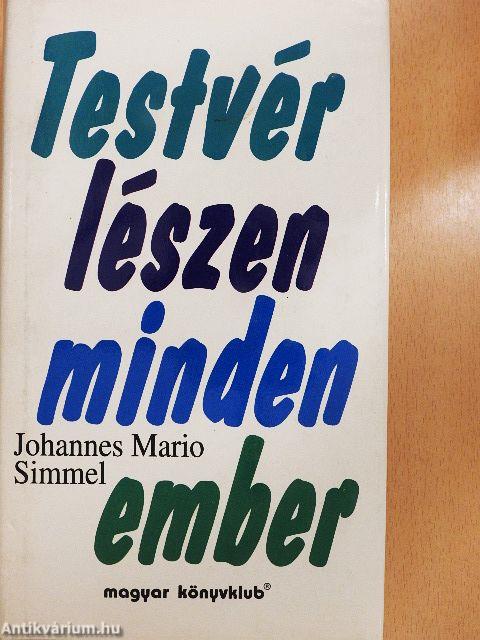 Testvér
lészen
minden
Johannes Mario
Simmel
ember
magyar könyvklub®
Antikvárium.hu